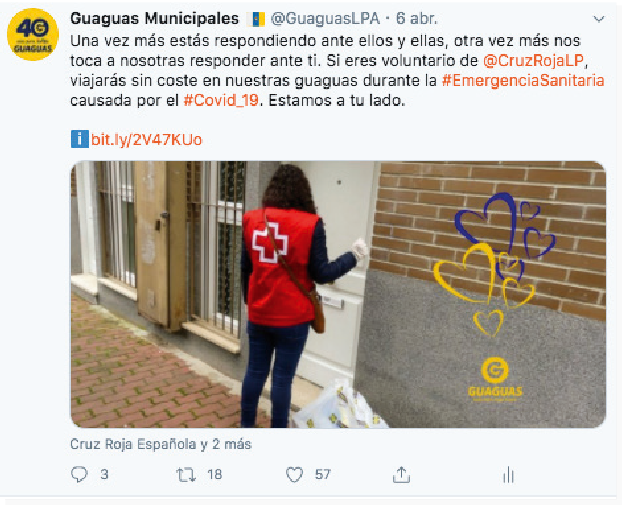 40
GUAGUAS
Guaguas Municipales 🇮🇨 @GuaguasLPA · 6 abr.
Una vez más estás respondiendo ante ellos y ellas, otra vez más nos
toca a nosotras responder ante ti. Si eres voluntario de @CruzRojaLP,
viajarás sin coste en nuestras guaguas durante la #EmergenciaSanitaria
causada por el #Covid_19. Estamos a tu lado.
ℹ️bit.ly/2V47KUo
GUAGUAS
Cruz Roja Española y 2 más
3 18 57